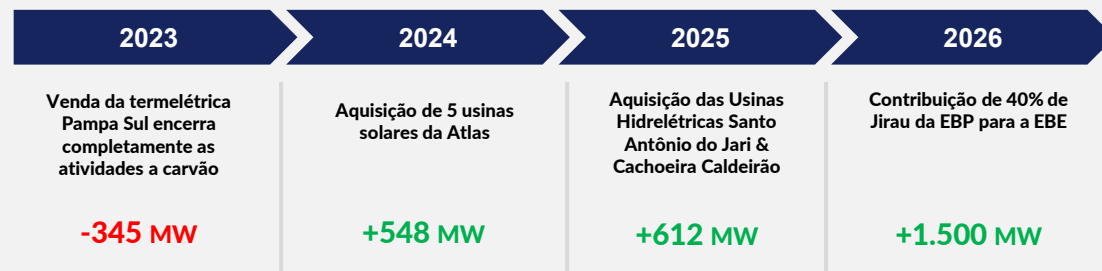 2023
2024
2025
2026
Venda da termelétrica
Pampa Sul encerra
completamente as
atividades a carvão
-345 MW
Aquisição de 5 usinas
solares da Atlas
+548 MW
Aquisição das Usinas
Hidrelétricas Santo
Antônio do Jari &
Cachoeira Caldeirão
+612 MW
Contribuição de 40% de
Jirau da EBP para a EBE
+1.500 MW